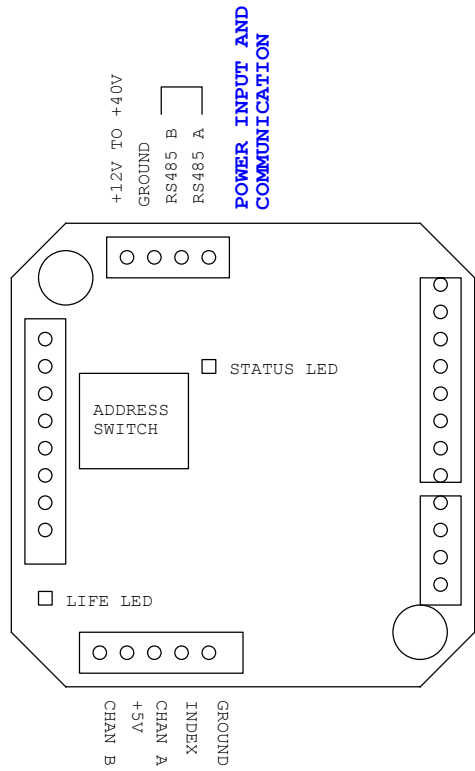 +12V TO +40V
GROUND
RS485 B
RS485 A
POWER INPUT AND
COMMUNICATION
STATUS LED
ADDRESS
SWITCH
LIFE LED
CHAN B
+5V
CHAN A
INDEX
GROUND